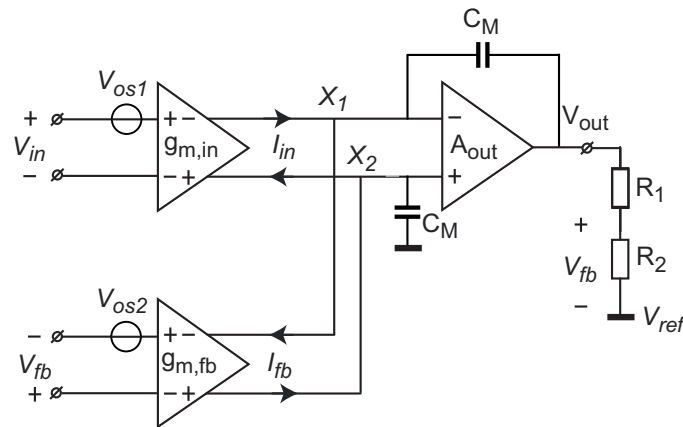 C_M
V_os1
+
V_in
−
+ −
g_m,in
− +
X_1
I_in
X_2
−
A_out
+
C_M
V_out
R_1
+
V_fb
−
R_2
V_ref
V_os2
−
V_fb
+
+ −
g_m,fb
− +
I_fb